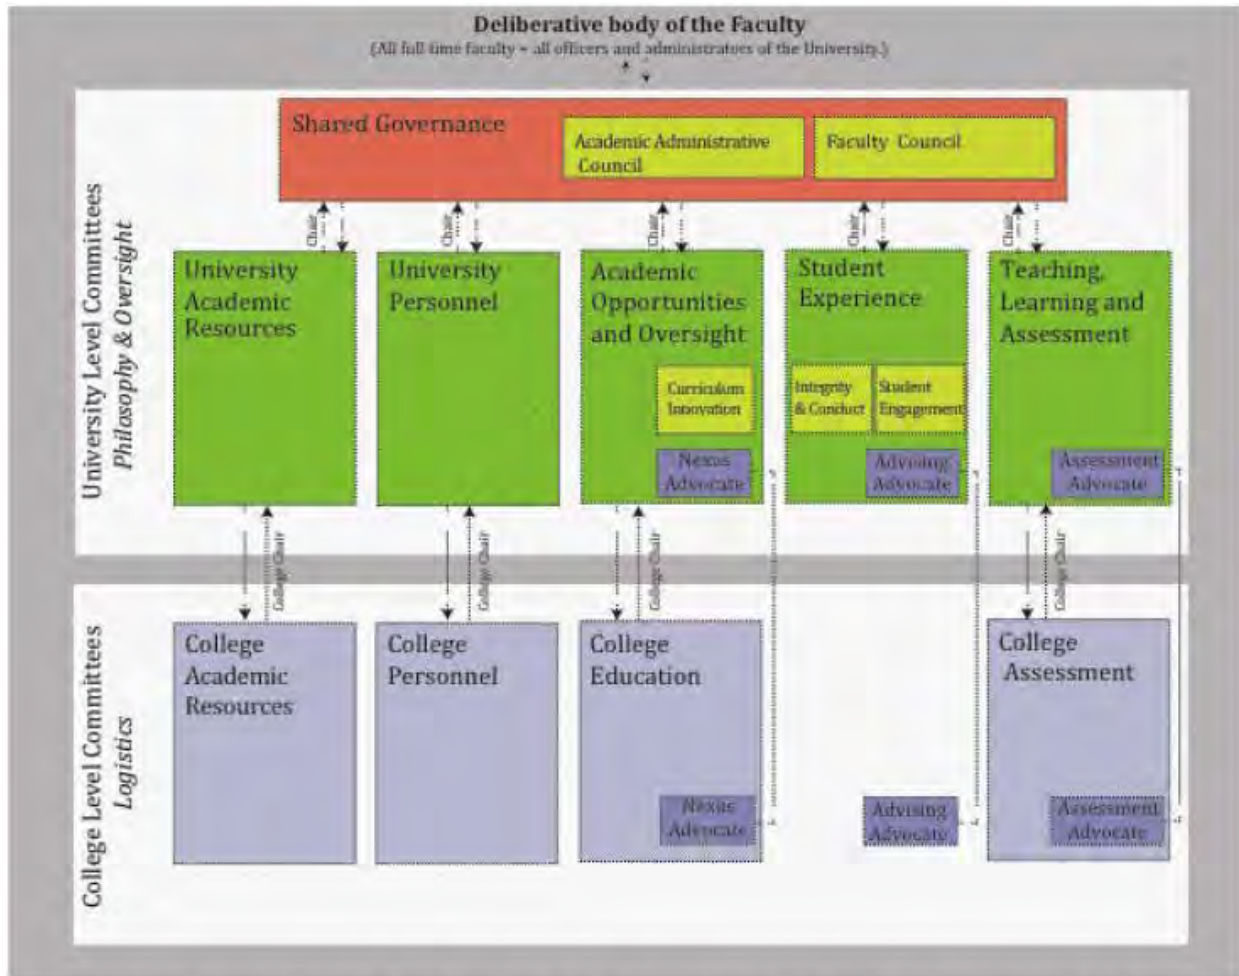 Deliberative body of the Faculty
(All full time faculty + all officers and administrators of the University.)
University Level Committees
Philosophy & Oversight
Shared Governance
Academic Administrative
Council
Faculty Council
Chair
Chair
Chair
Chair
Chair
University
Academic
Resources
University
Personnel
Academic
Opportunities
and Oversight
Curriculum
Innovation
Nexus
Advocate
Student
Experience
Integrity
& Conduct
Student
Engagement
Advising
Advocate
Teaching,
Learning and
Assessment
Assessment
Advocate
College Chair
College Chair
College Chair
College Chair
College Level Committees
Logistics
College
Academic
Resources
College
Personnel
College
Education
Nexus
Advocate
Advising
Advocate
College
Assessment
Assessment
Advocate